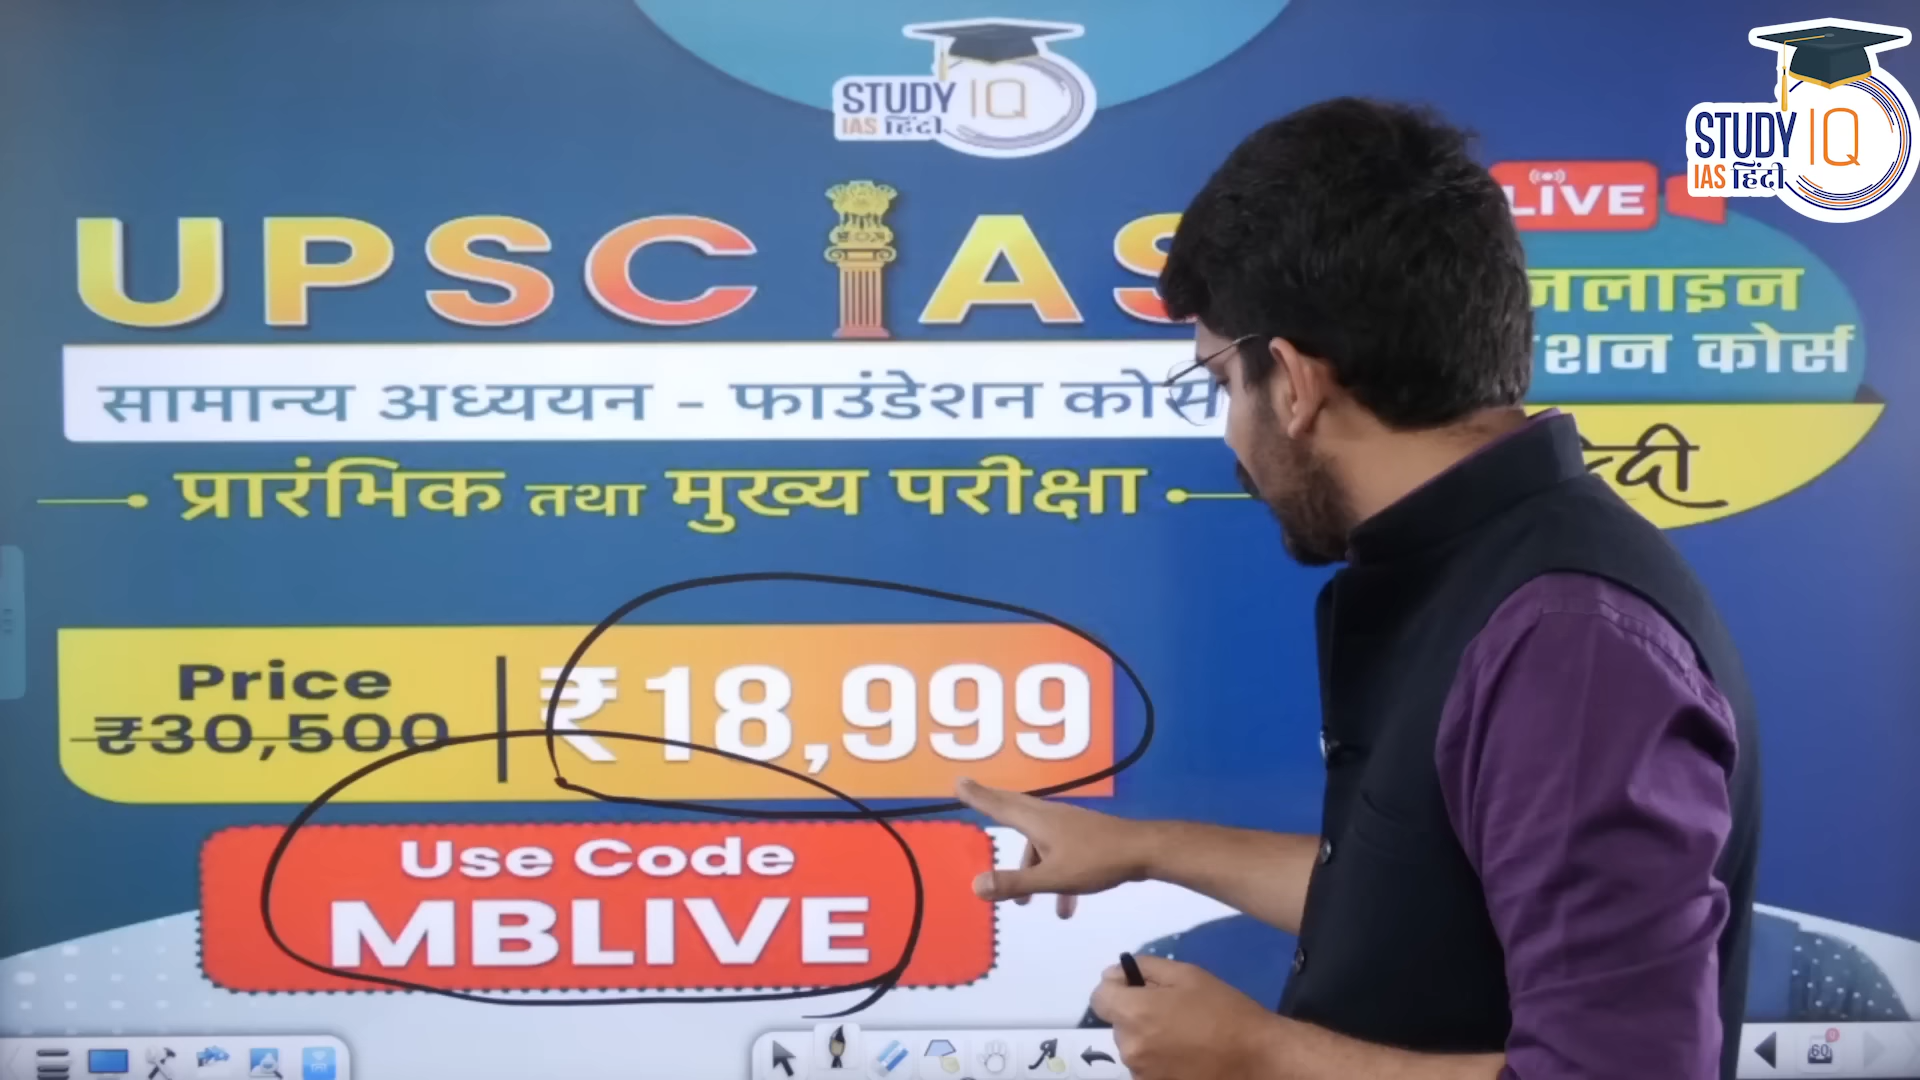 STUDY IQ
IAS हिंदी
STUDY IQ
IAS हिंदी
LIVE
UPSC IAS
सामान्य अध्ययन - फाउंडेशन कोर्स
प्रारंभिक तथा मुख्य परीक्षा
कोर्स
Price
₹30,500
₹18,999
Use Code
MBLIVE
60